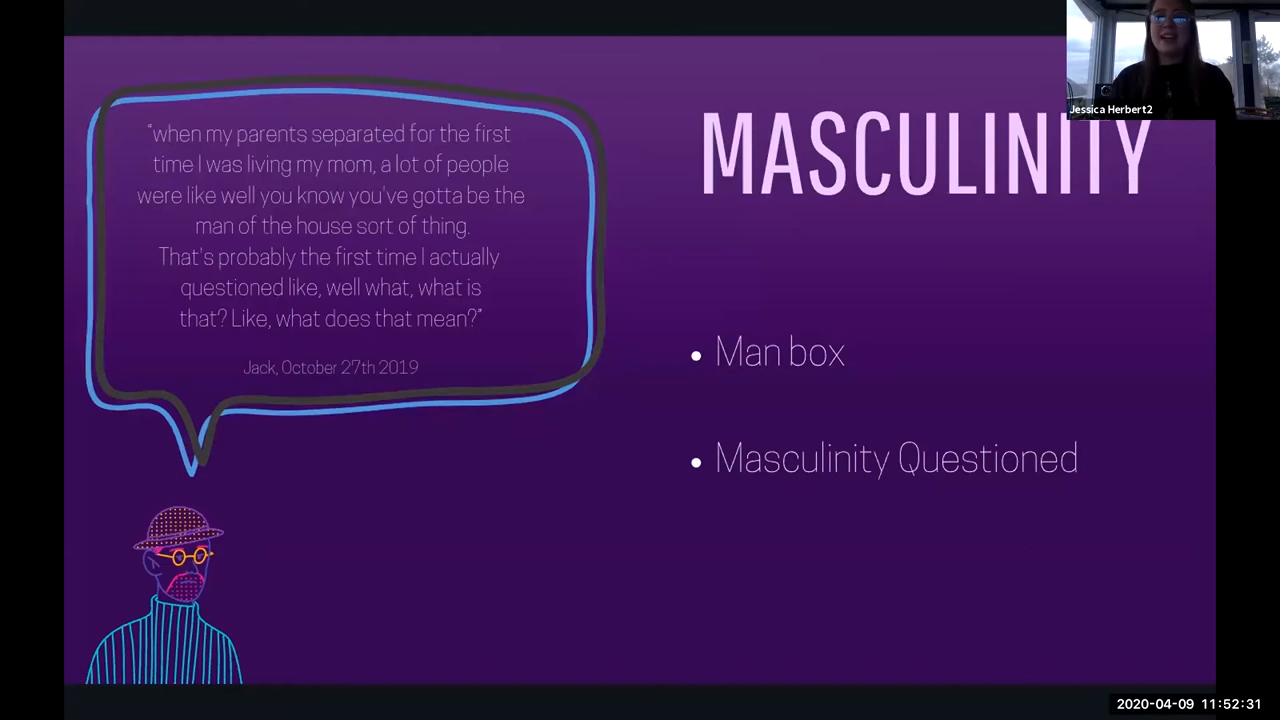 “when my parents separated for the first
time I was living my mom, a lot of people
were like well you know you've gotta be the
man of the house sort of thing.
That's probably the first time I actually
questioned like, well what, what is
that? Like, what does that mean?”
Jack, October 27th 2019
MASCULINITY
• Man box
• Masculinity Questioned
Jessica Herbert2
2020-04-09 11:52:31